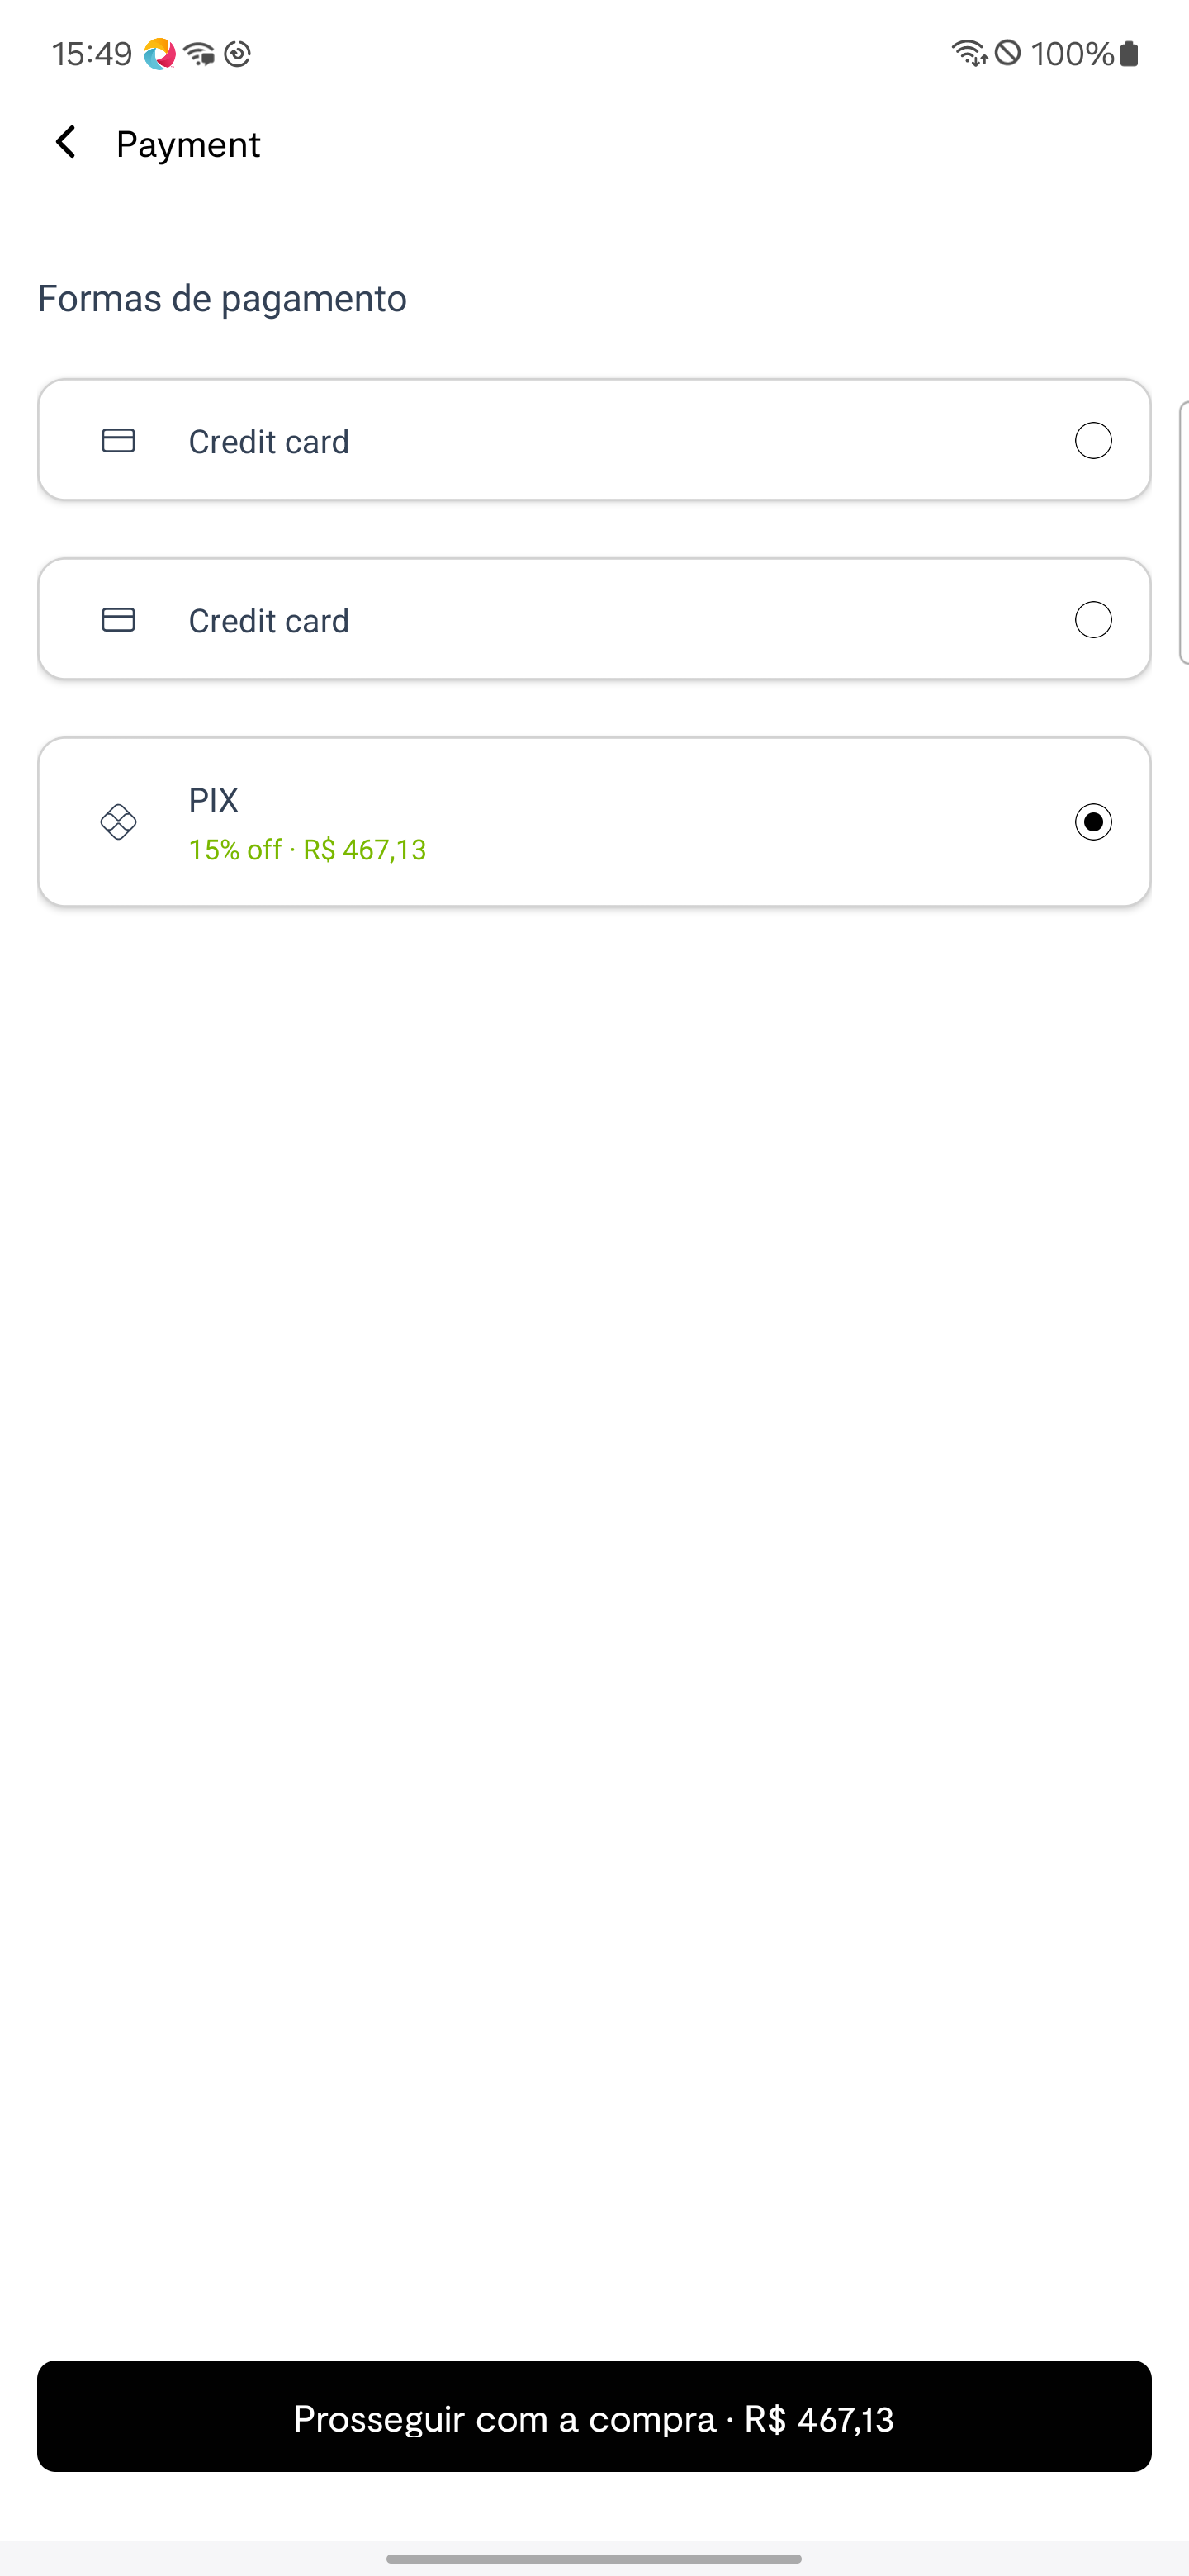 15:49
100%
Payment
Formas de pagamento
Credit card
Credit card
PIX
15% off · R$ 467,13
Prosseguir com a compra · R$ 467,13